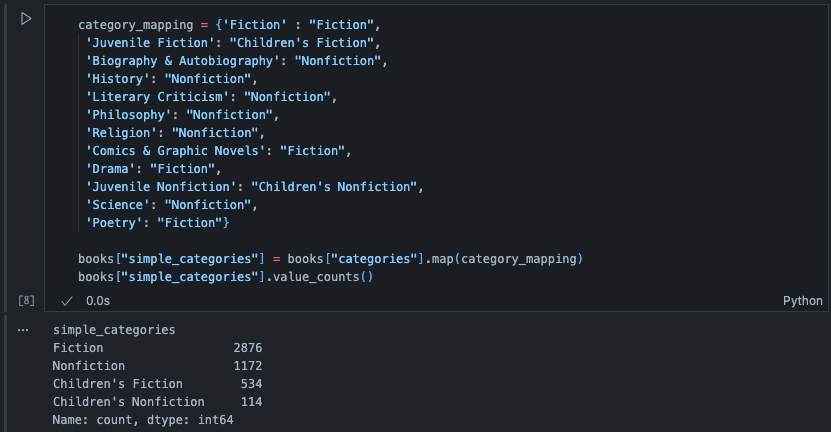 category_mapping = {'Fiction' : "Fiction",
'Juvenile Fiction': "Children's Fiction",
'Biography & Autobiography': "Nonfiction",
'History': "Nonfiction",
'Literary Criticism': "Nonfiction",
'Philosophy': "Nonfiction",
'Religion': "Nonfiction",
'Comics & Graphic Novels': "Fiction",
'Drama': "Fiction",
'Juvenile Nonfiction': "Children's Nonfiction",
'Science': "Nonfiction",
'Poetry': "Fiction"}
books["simple_categories"] = books["categories"].map(category_mapping)
books["simple_categories"].value_counts()
[8] ✓ 0.0s Python
... simple_categories
Fiction 2876
Nonfiction 1172
Children's Fiction 534
Children's Nonfiction 114
Name: count, dtype: int64